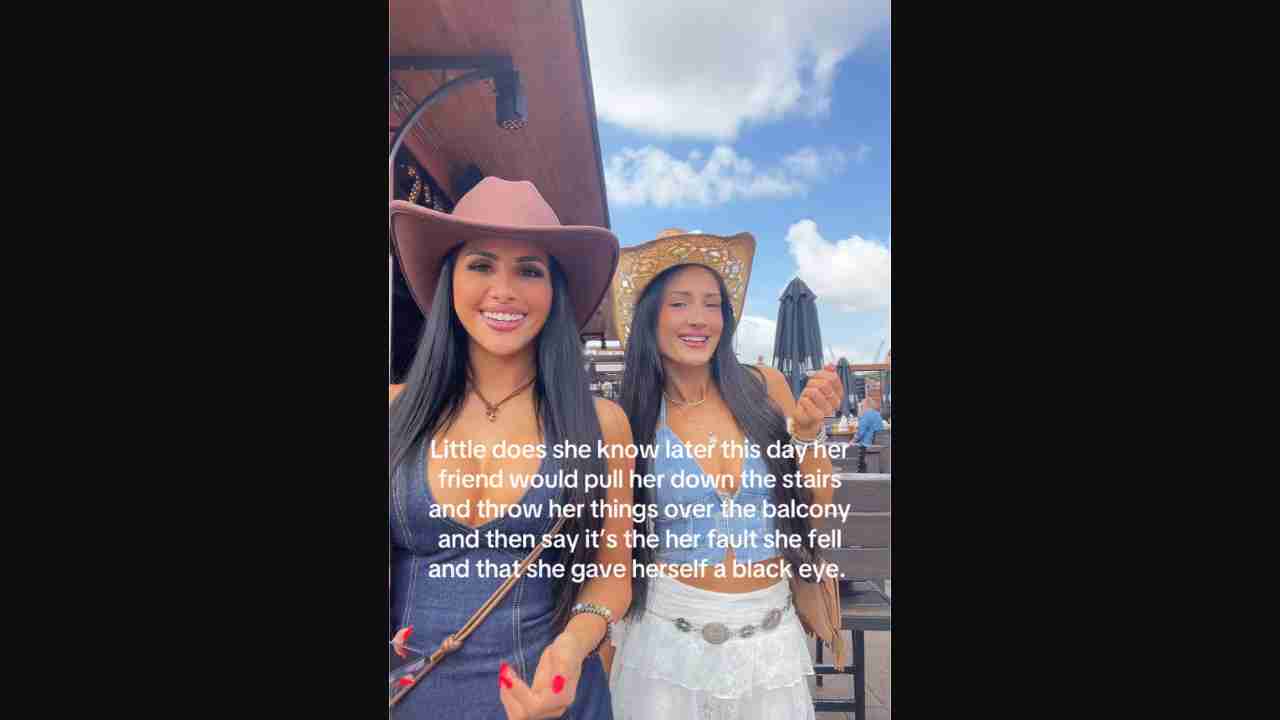 Little does she know later this day her
friend would pull her down the stairs
and throw her things over the balcony
and then say it’s the her fault she fell
and that she gave herself a black eye.